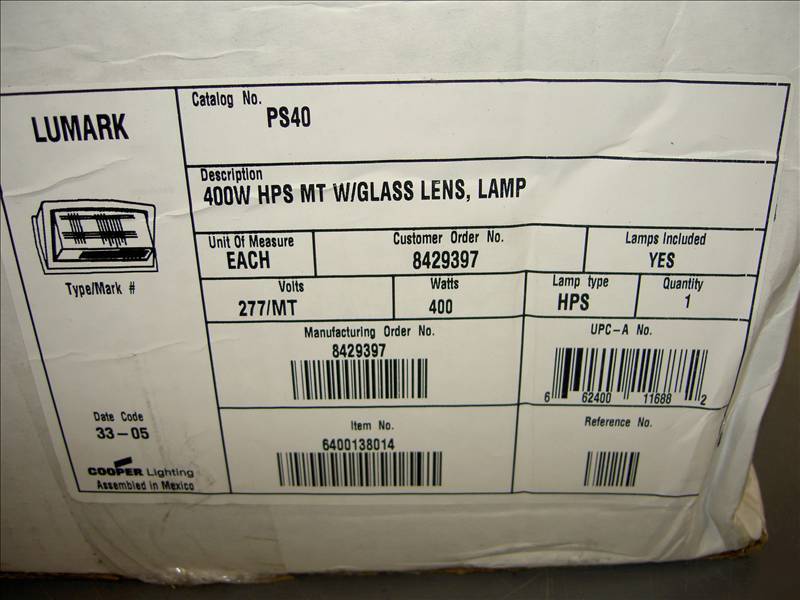 LUMARK
Catalog No.
PS40
Description
400W HPS MT W/GLASS LENS, LAMP
Unit Of Measure
EACH
Customer Order No.
8429397
Lamps Included
YES
Type/Mark #
Volts
277/MT
Watts
400
Lamp type
HPS
Quantity
1
Manufacturing Order No.
8429397
UPC-A No.
6 62400 11688 2
Date Code
33-05
Item No.
6400138014
Reference No.
COOPER Lighting
Assembled in Mexico